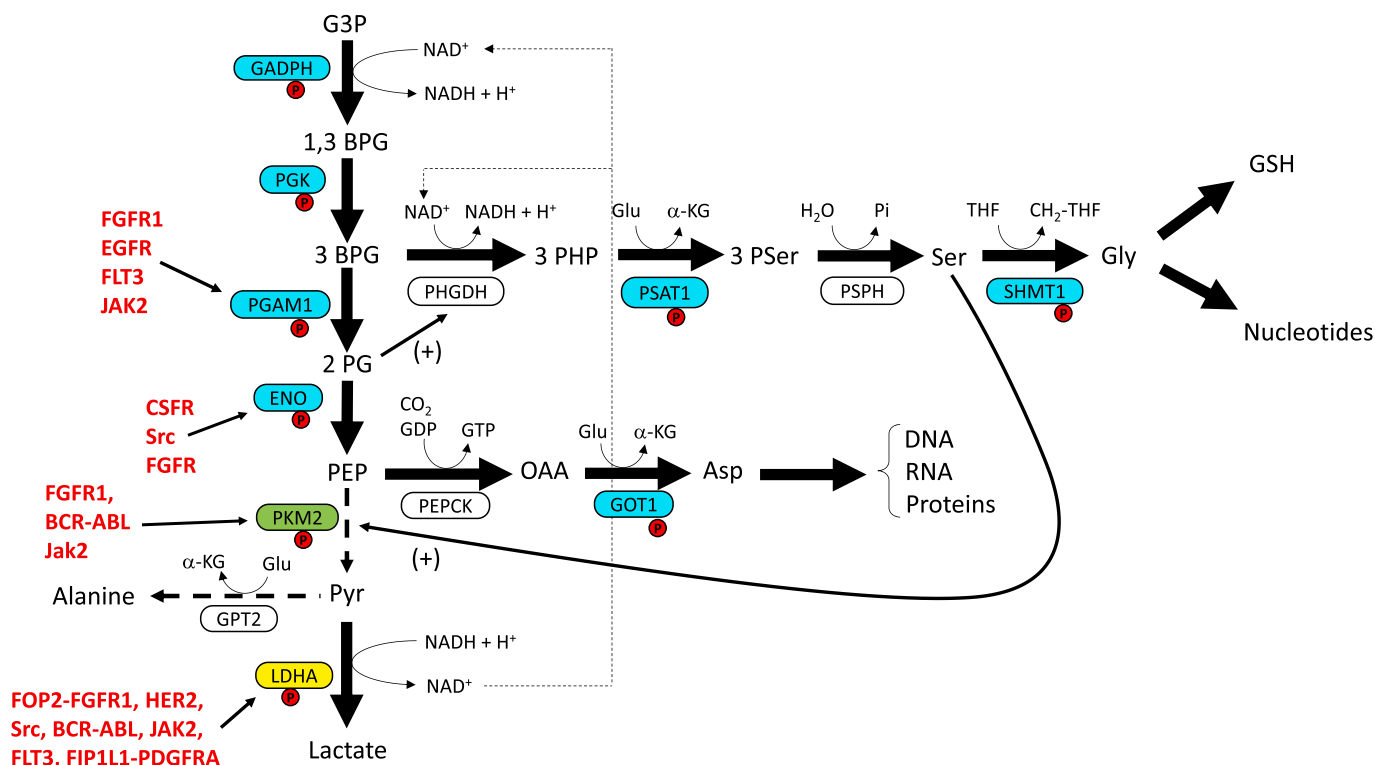 G3P
NAD+
GADPH
P
NADH + H+
1,3 BPG
PGK
P
GSH
FGFR1
EGFR
FLT3
JAK2
NAD+ NADH + H+
Glu α-KG
H2O Pi
THF CH2-THF
3 BPG
3 PHP
3 PSer
Ser
Gly
PHGDH
PSAT1
P
PSPH
SHMT1
P
PGAM1
P
Nucleotides
(+)
2 PG
ENO
P
CSFR
Src
FGFR
CO2
GDP GTP
Glu α-KG
PEP
OAA
Asp
DNA
RNA
Proteins
PEPCK
GOT1
P
FGFR1,
BCR-ABL
Jak2
PKM2
P
(+)
α-KG Glu
Alanine
Pyr
GPT2
NADH + H+
LDHA
P
NAD+
FOP2-FGFR1, HER2,
Src, BCR-ABL, JAK2,
FLT3. FIP1L1-PDGFRA
Lactate